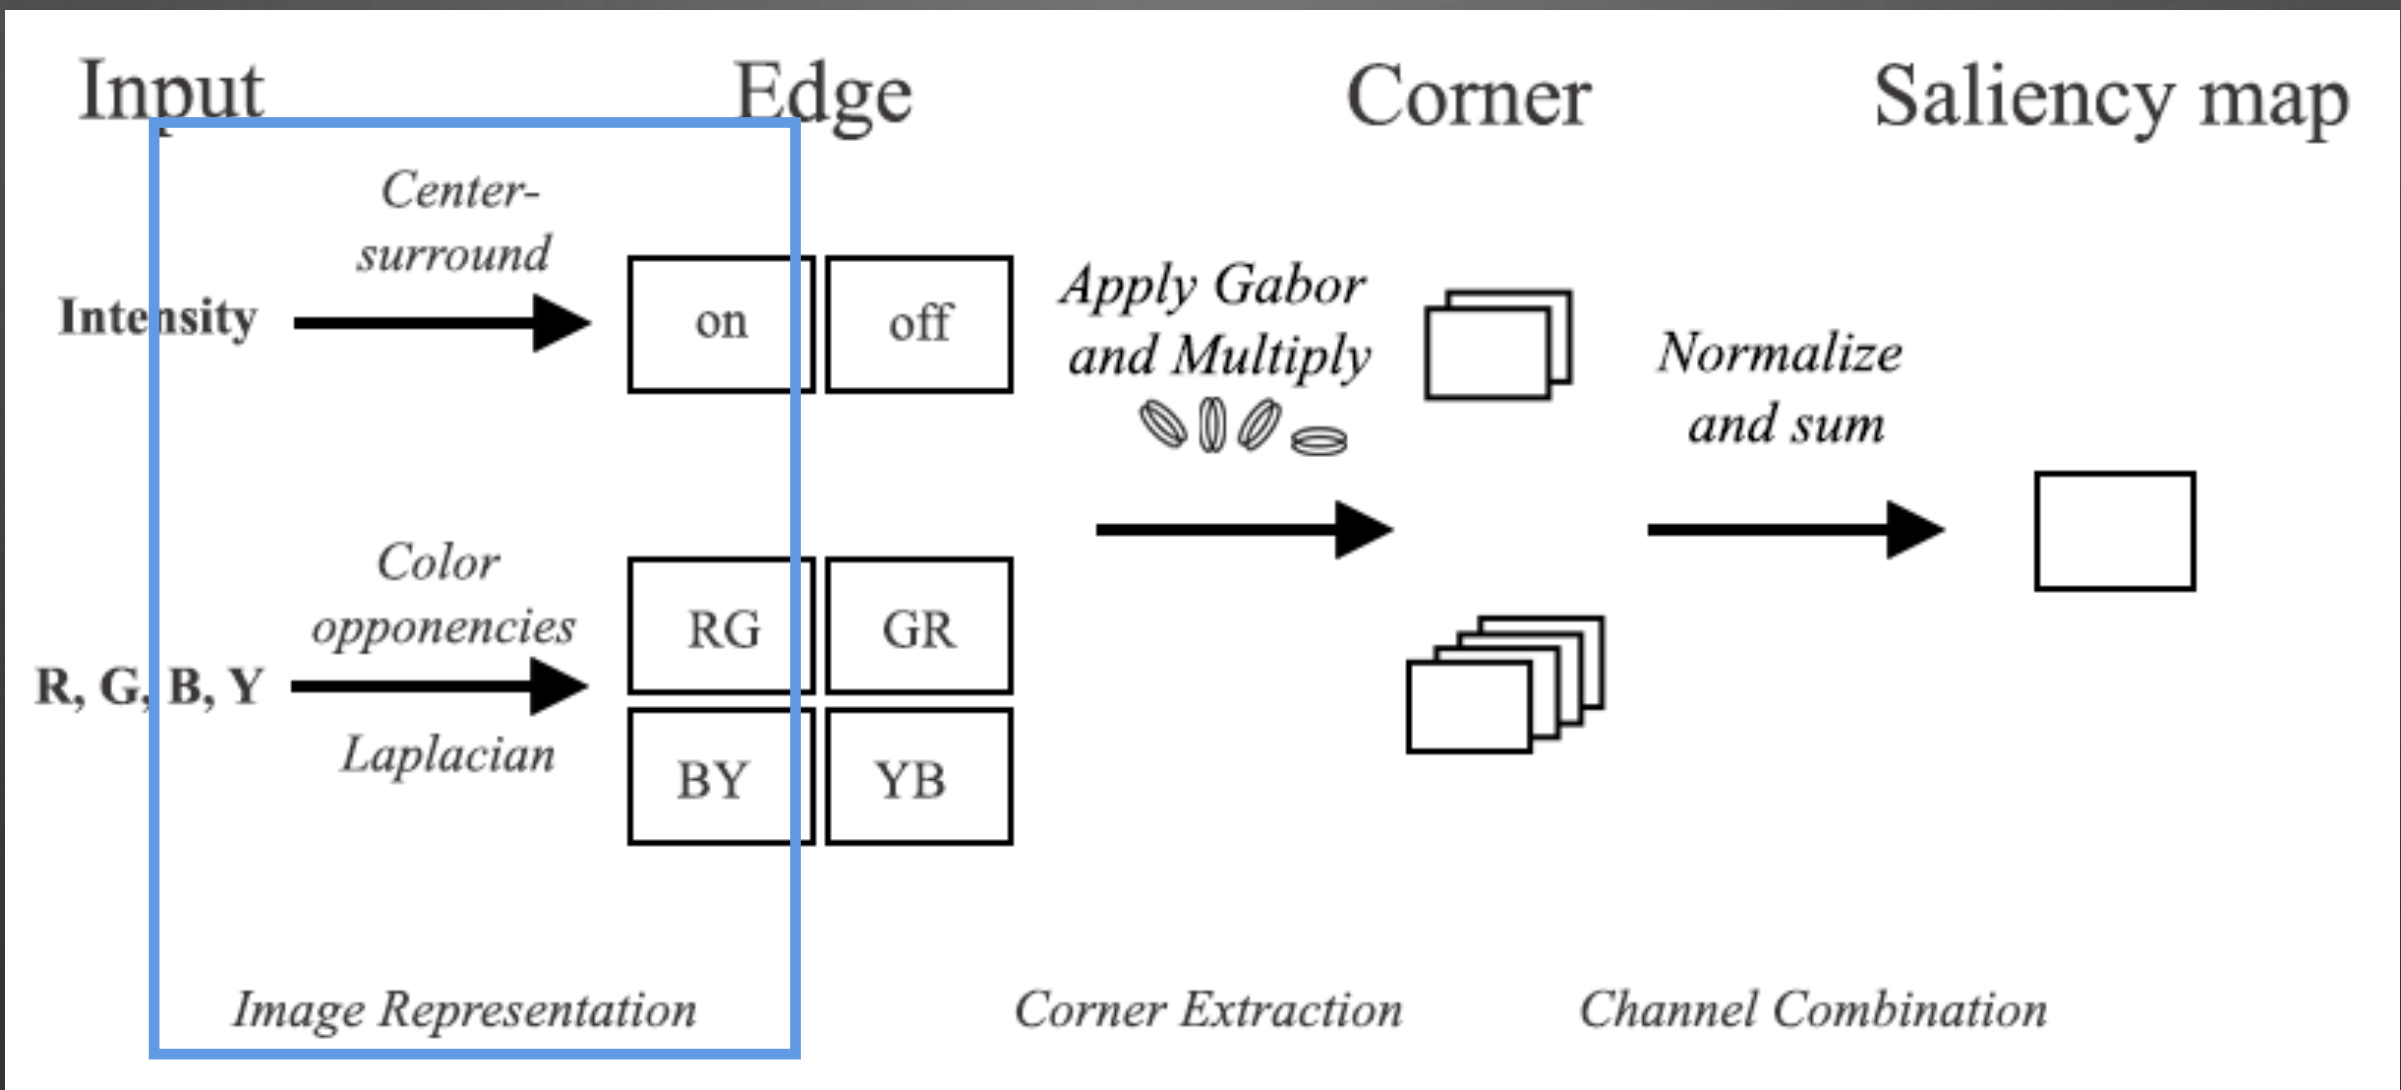 Input
Edge
Corner
Saliency map
Center-
surround
Intensity
on
off
Apply Gabor
and Multiply
Normalize
and sum
Color
opponencies
R, G, B, Y
Laplacian
RG
GR
BY
YB
Image Representation
Corner Extraction
Channel Combination